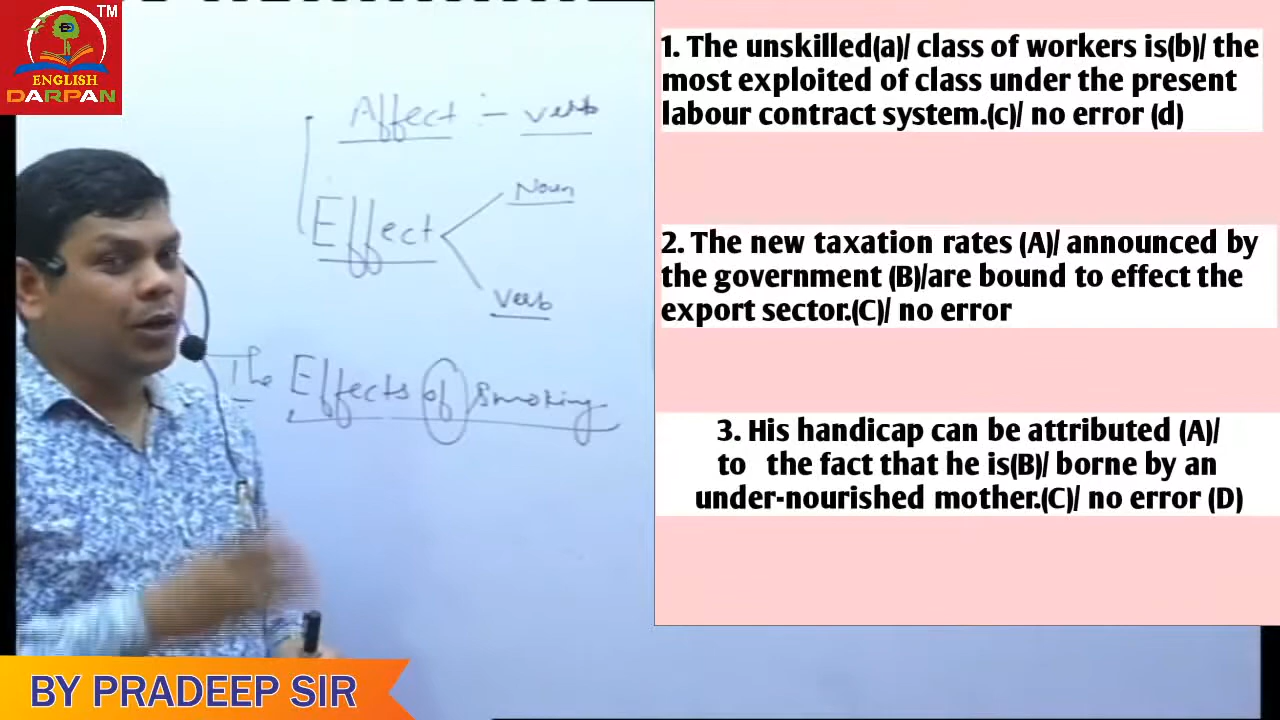 TM
ENGLISH
DARPAN
Affect :- verb
Effect
Noun
verb
The Effects of smoking
1. The unskilled(a)/ class of workers is(b)/ the
most exploited of class under the present
labour contract system.(c)/ no error (d)
2. The new taxation rates (A)/ announced by
the government (B)/are bound to effect the
export sector.(C)/ no error
3. His handicap can be attributed (A)/
to the fact that he is(B)/ borne by an
under-nourished mother.(C)/ no error (D)
BY PRADEEP SIR